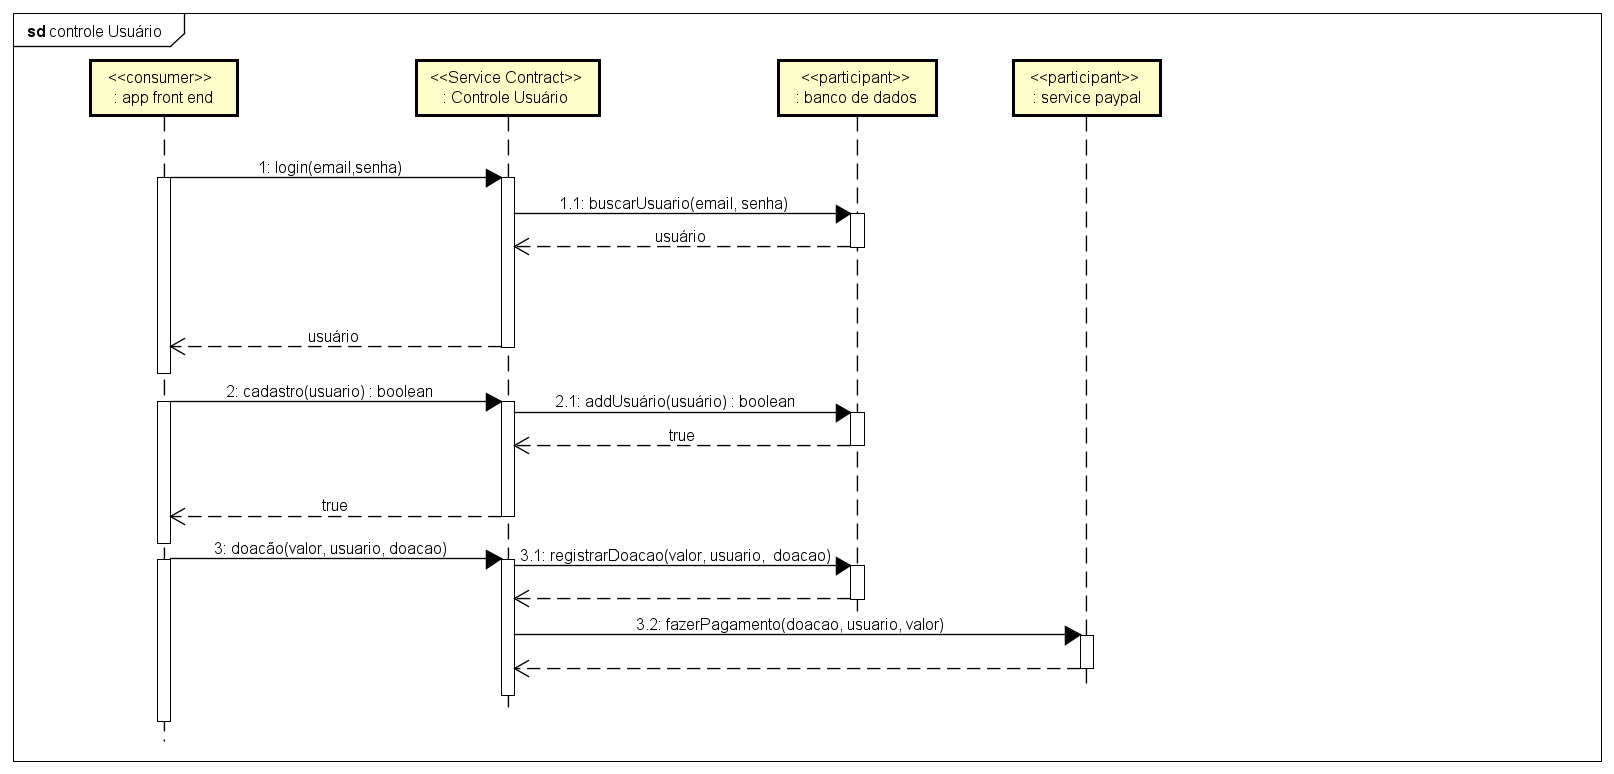 sd controle Usuário
<<consumer>>
: app front end
<<Service Contract>>
: Controle Usuário
<<participant>>
: banco de dados
<<participant>>
: service paypal
1: login(email,senha)
1.1: buscarUsuario(email, senha)
usuário
usuário
2: cadastro(usuario) : boolean
2.1: addUsuário(usuário) : boolean
true
true
3: doacão(valor, usuario, doacao)
3.1: registrarDoacao(valor, usuario,  doacao)
3.2: fazerPagamento(doacao, usuario, valor)